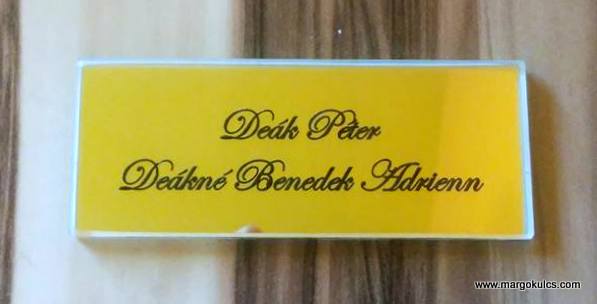 Deák Péter
Deákné Benedek Adrienn
www.margokulcs.com